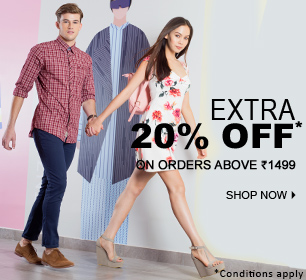 EXTRA
20% OFF*
ON ORDERS ABOVE ₹1499
SHOP NOW
*Conditions apply